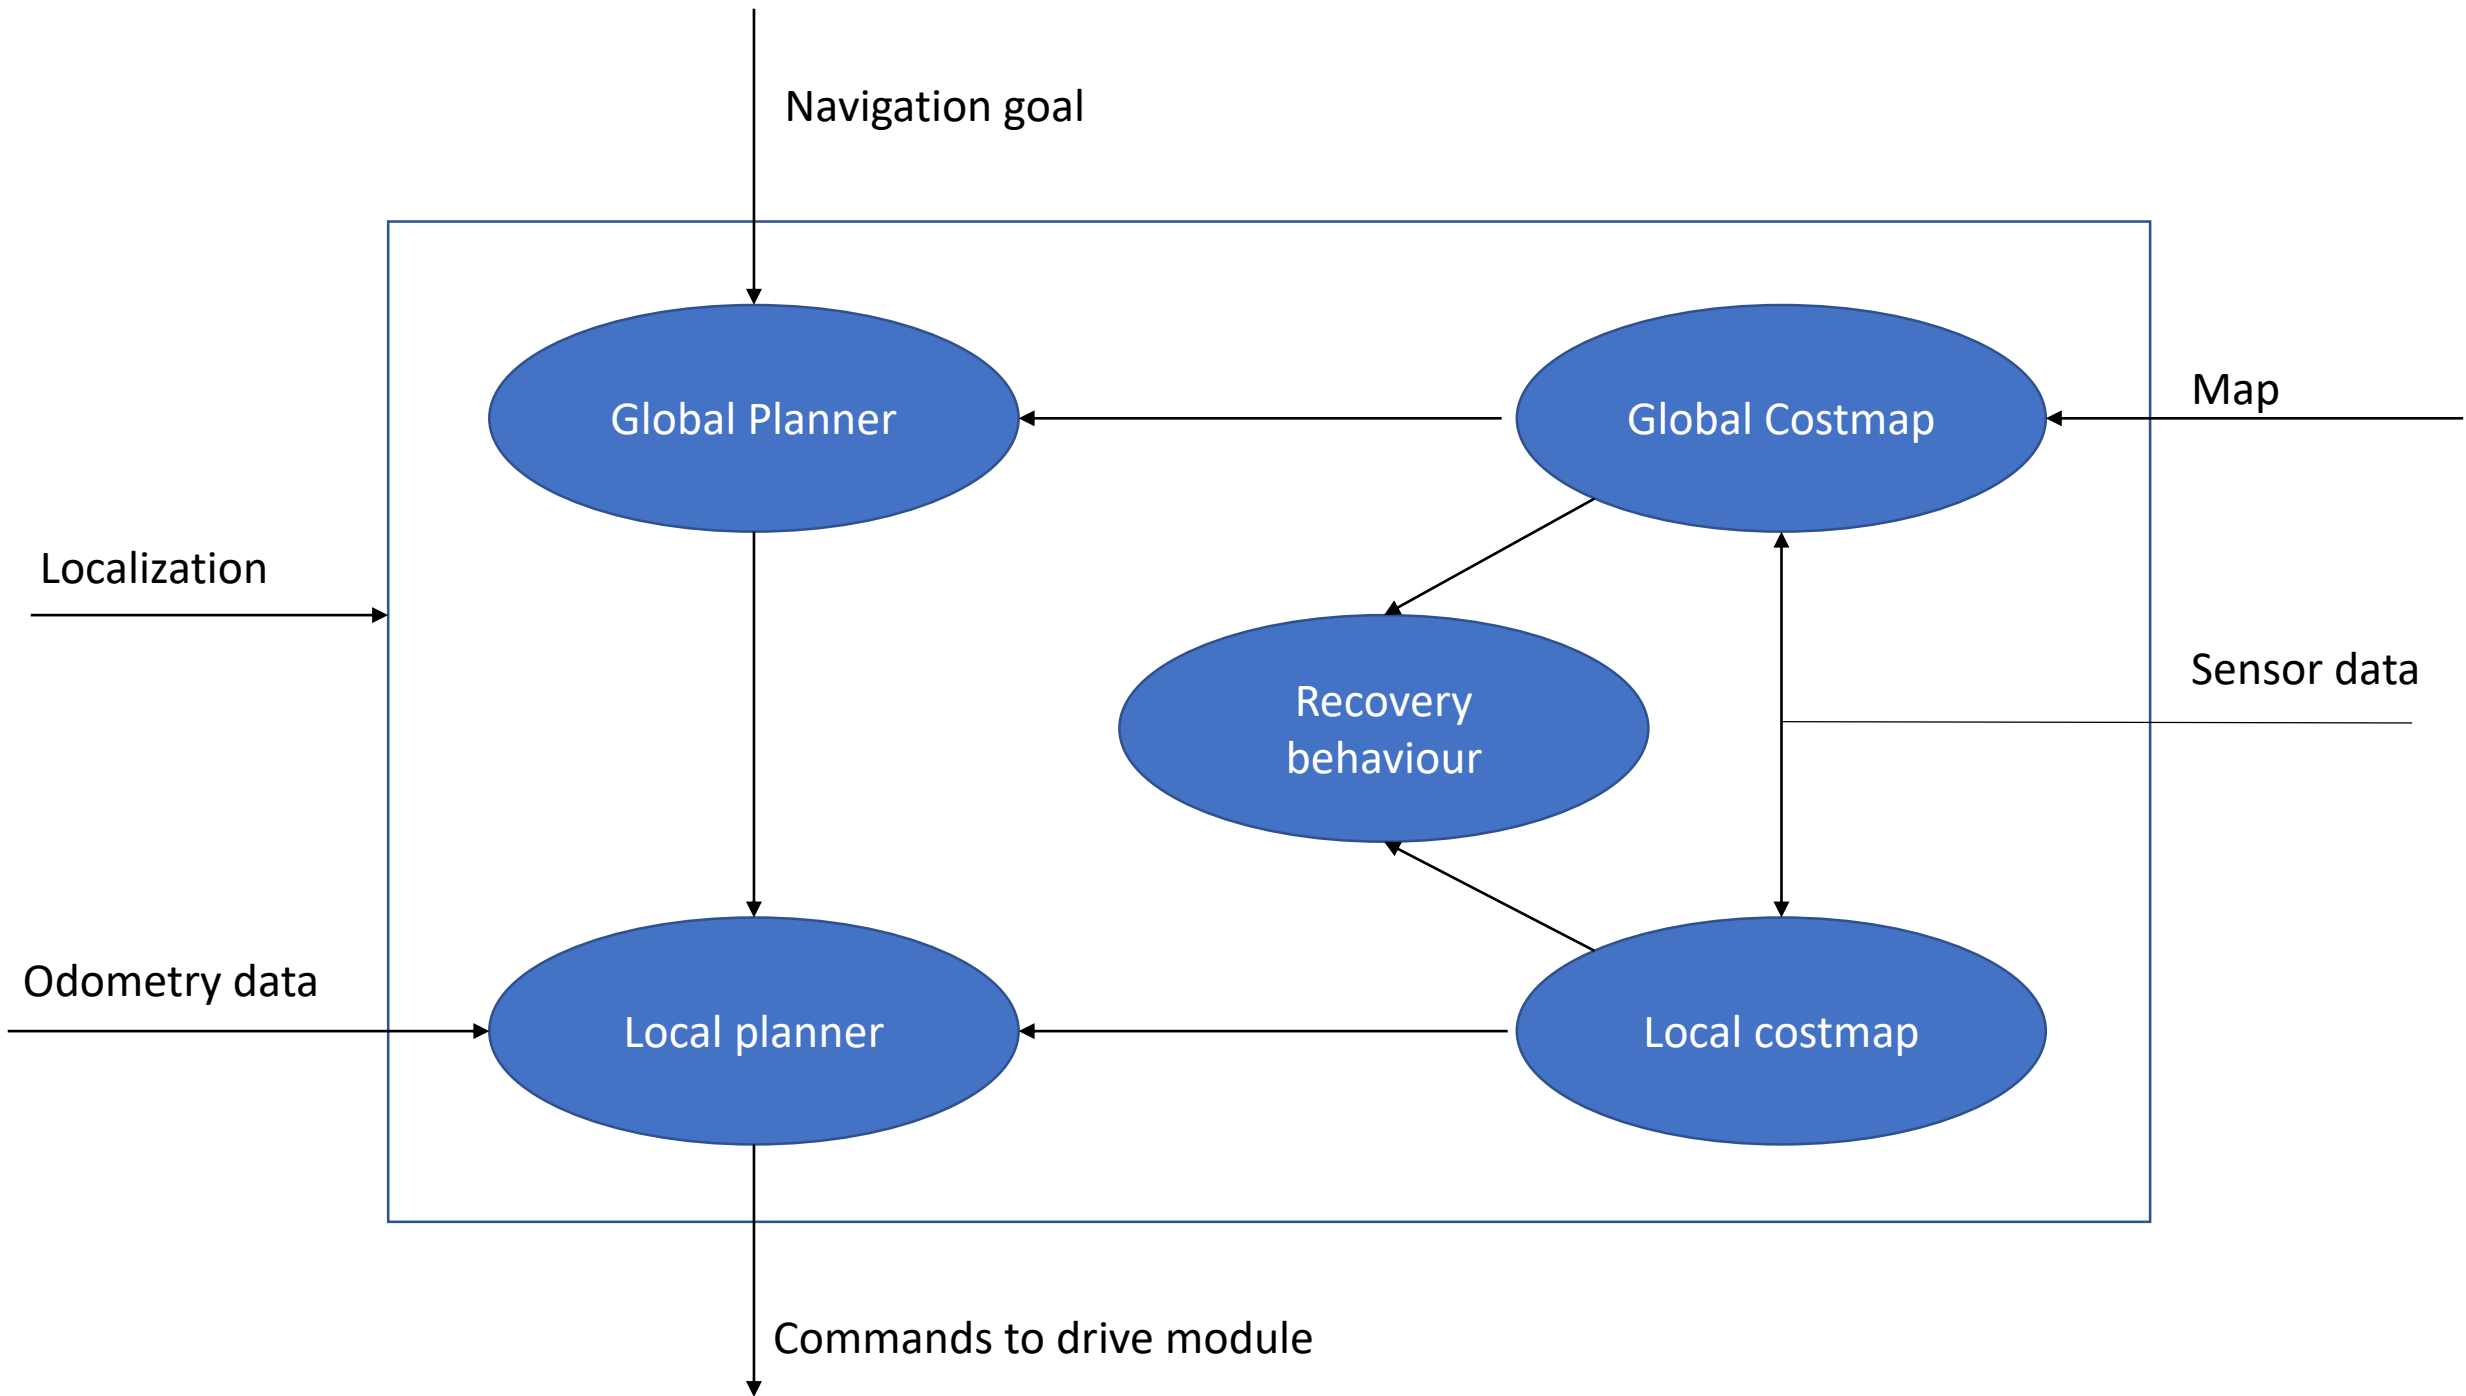 Navigation goal
Global Planner
Global Costmap
Map
Localization
Sensor data
Recovery
behaviour
Odometry data
Local planner
Local costmap
Commands to drive module